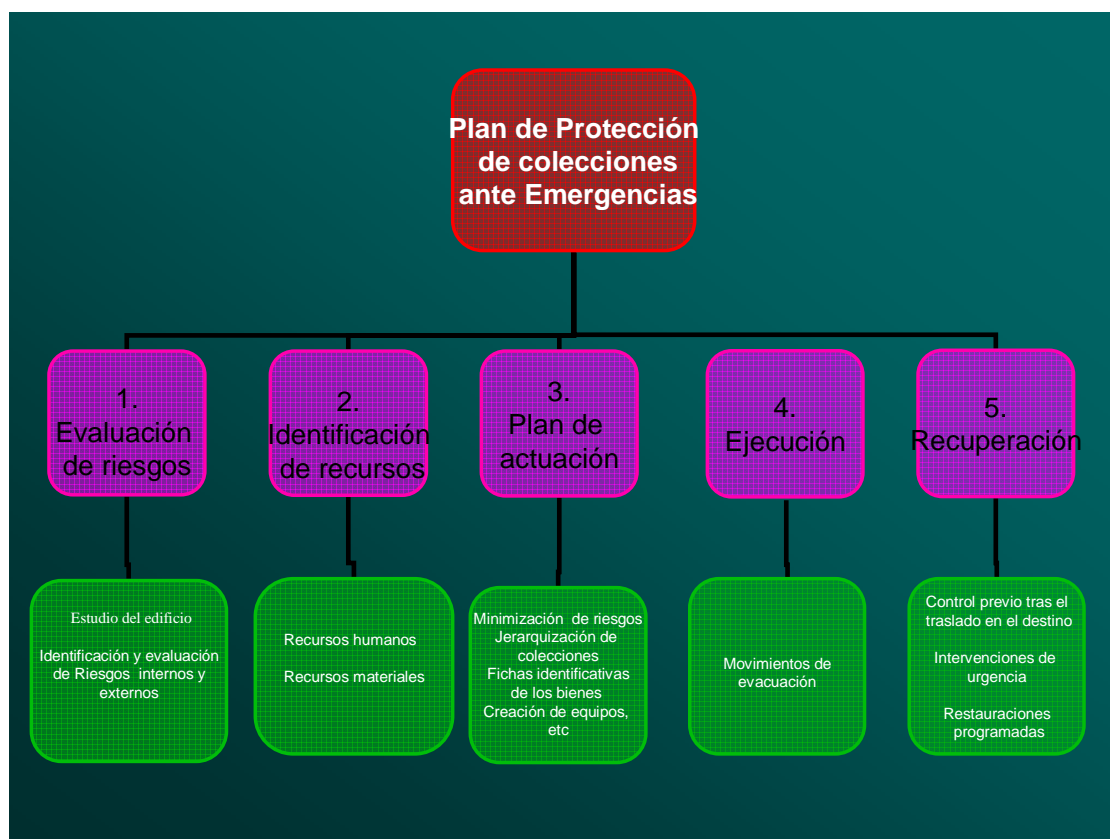 Plan de Protección
de colecciones
ante Emergencias
1.
Evaluación
de riesgos
2.
Identificación
de recursos
3.
Plan de
actuación
4.
Ejecución
5.
Recuperación
Estudio del edificio
Identificación y evaluación
de Riesgos internos y
externos
Recursos humanos
Recursos materiales
Minimización de riesgos
Jerarquización de
colecciones
Fichas identificativas
de los bienes
Creación de equipos,
etc
Movimientos de
evacuación
Control previo tras el
traslado en el destino
Intervenciones de
urgencia
Restauraciones
programadas